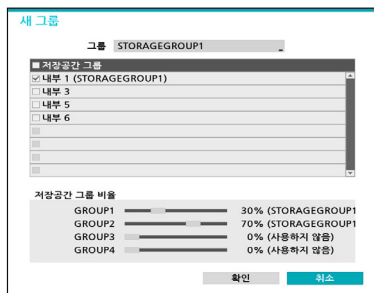 새 그룹
그룹 STORAGEGROUP1
저장공간 그룹
내부 1 (STORAGEGROUP1)
내부 3
내부 5
내부 6
저장공간 그룹 비율
GROUP1 30% (STORAGEGROUP1
GROUP2 70% (STORAGEGROUP1
GROUP3 0% (사용하지 않음)
GROUP4 0% (사용하지 않음)
확인 취소